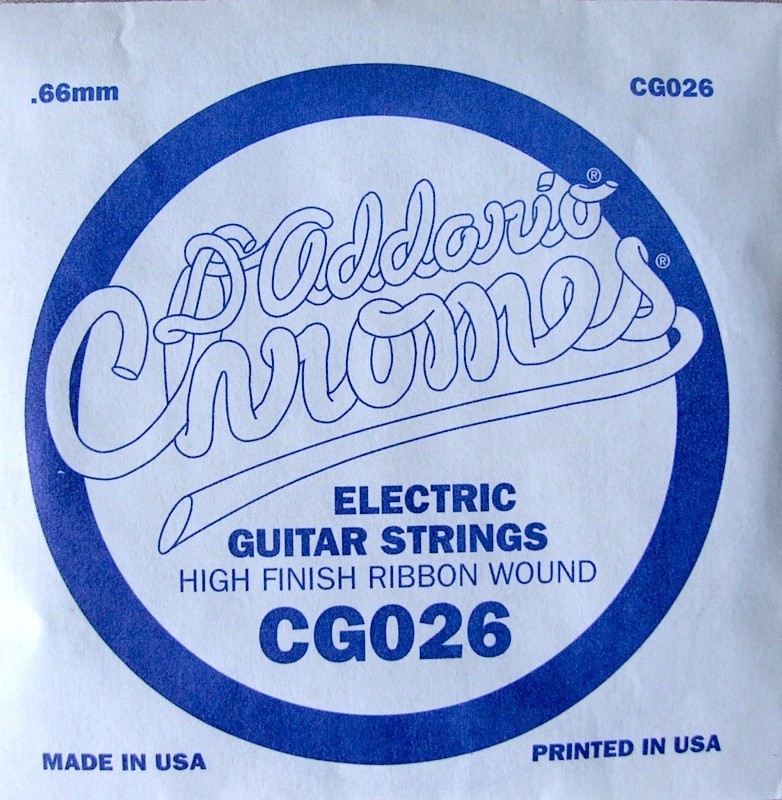 .66mm
CG026
D'Addario®
Chromes®
ELECTRIC
GUITAR STRINGS
HIGH FINISH RIBBON WOUND
CG026
MADE IN USA
PRINTED IN USA